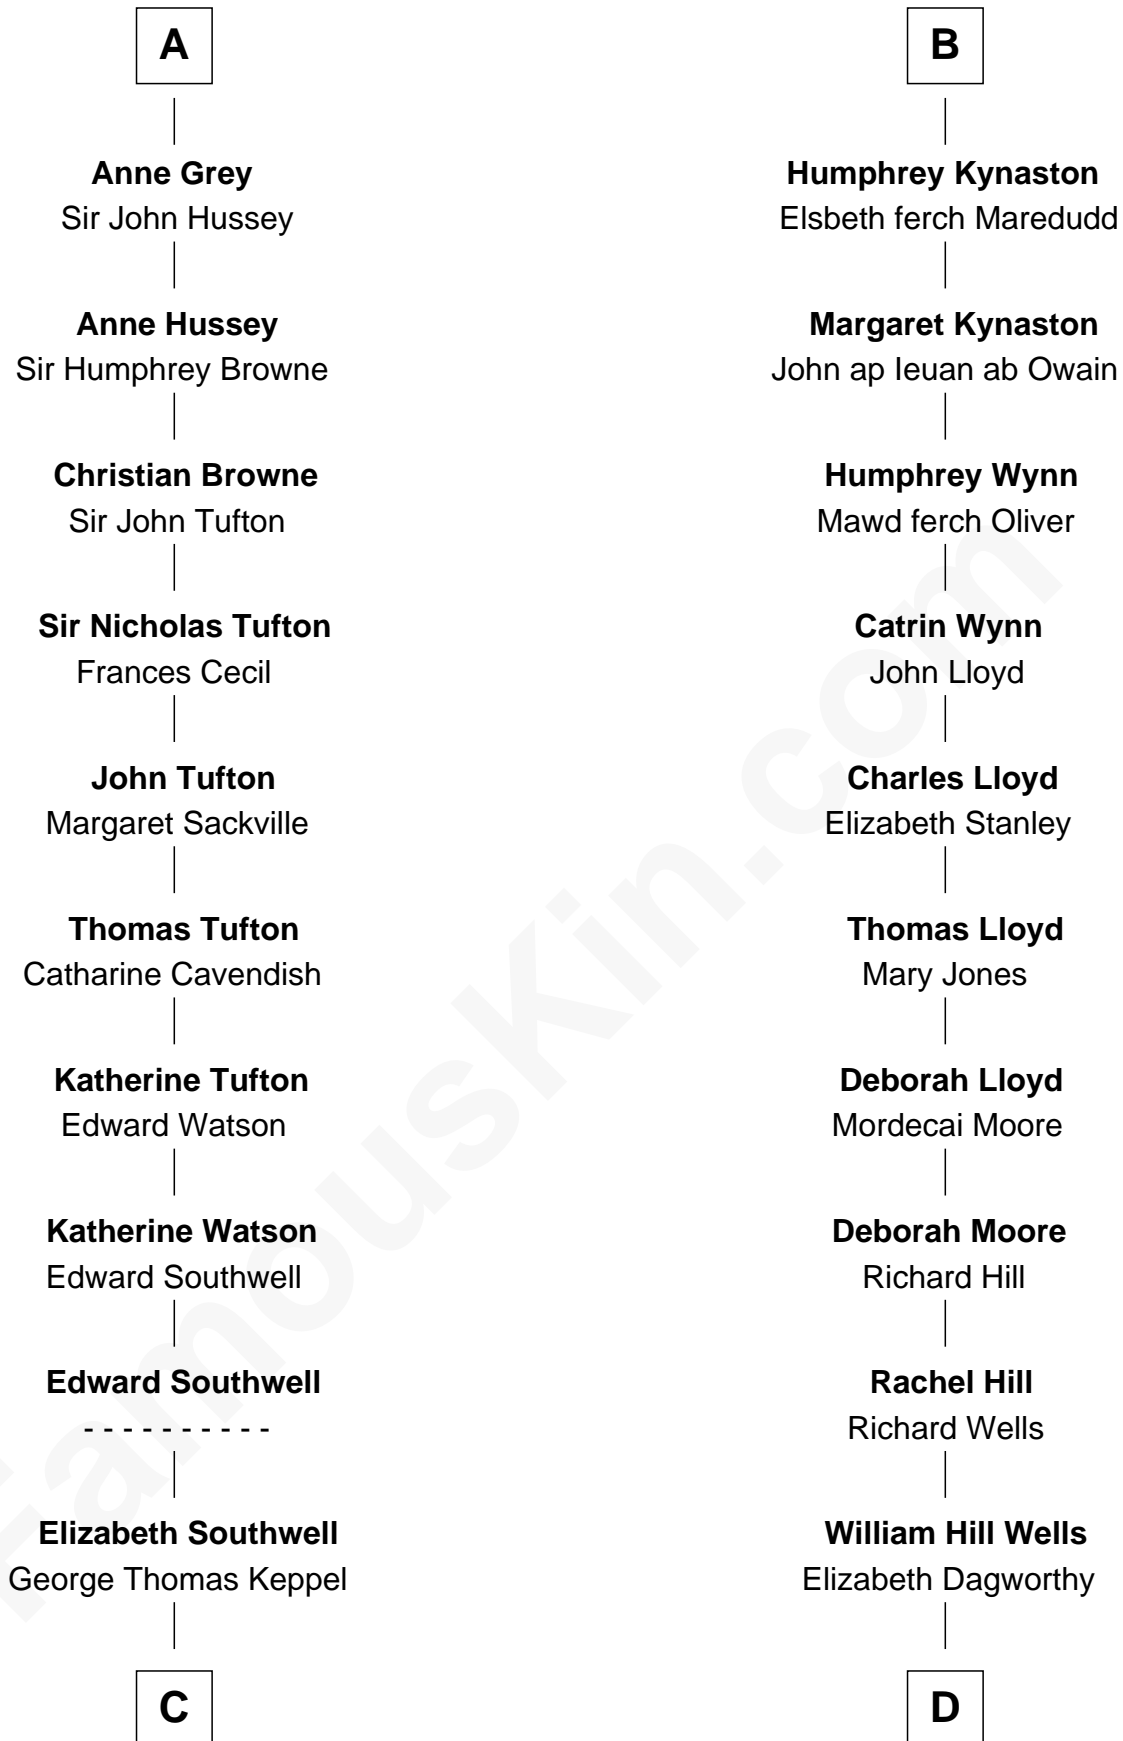 A
Anne Grey
Sir John Hussey
Anne Hussey
Sir Humphrey Browne
Christian Browne
Sir John Tufton
Sir Nicholas Tufton
Frances Cecil
John Tufton
Margaret Sackville
Thomas Tufton
Catharine Cavendish
Katherine Tufton
Edward Watson
Katherine Watson
Edward Southwell
Edward Southwell
- - - - - - - - - -
Elizabeth Southwell
George Thomas Keppel
C
B
Humphrey Kynaston
Elsbeth ferch Maredudd
Margaret Kynaston
John ap Ieuan ab Owain
Humphrey Wynn
Mawd ferch Oliver
Catrin Wynn
John Lloyd
Charles Lloyd
Elizabeth Stanley
Thomas Lloyd
Mary Jones
Deborah Lloyd
Mordecai Moore
Deborah Moore
Richard Hill
Rachel Hill
Richard Wells
William Hill Wells
Elizabeth Dagworthy
D
FamousKin.com